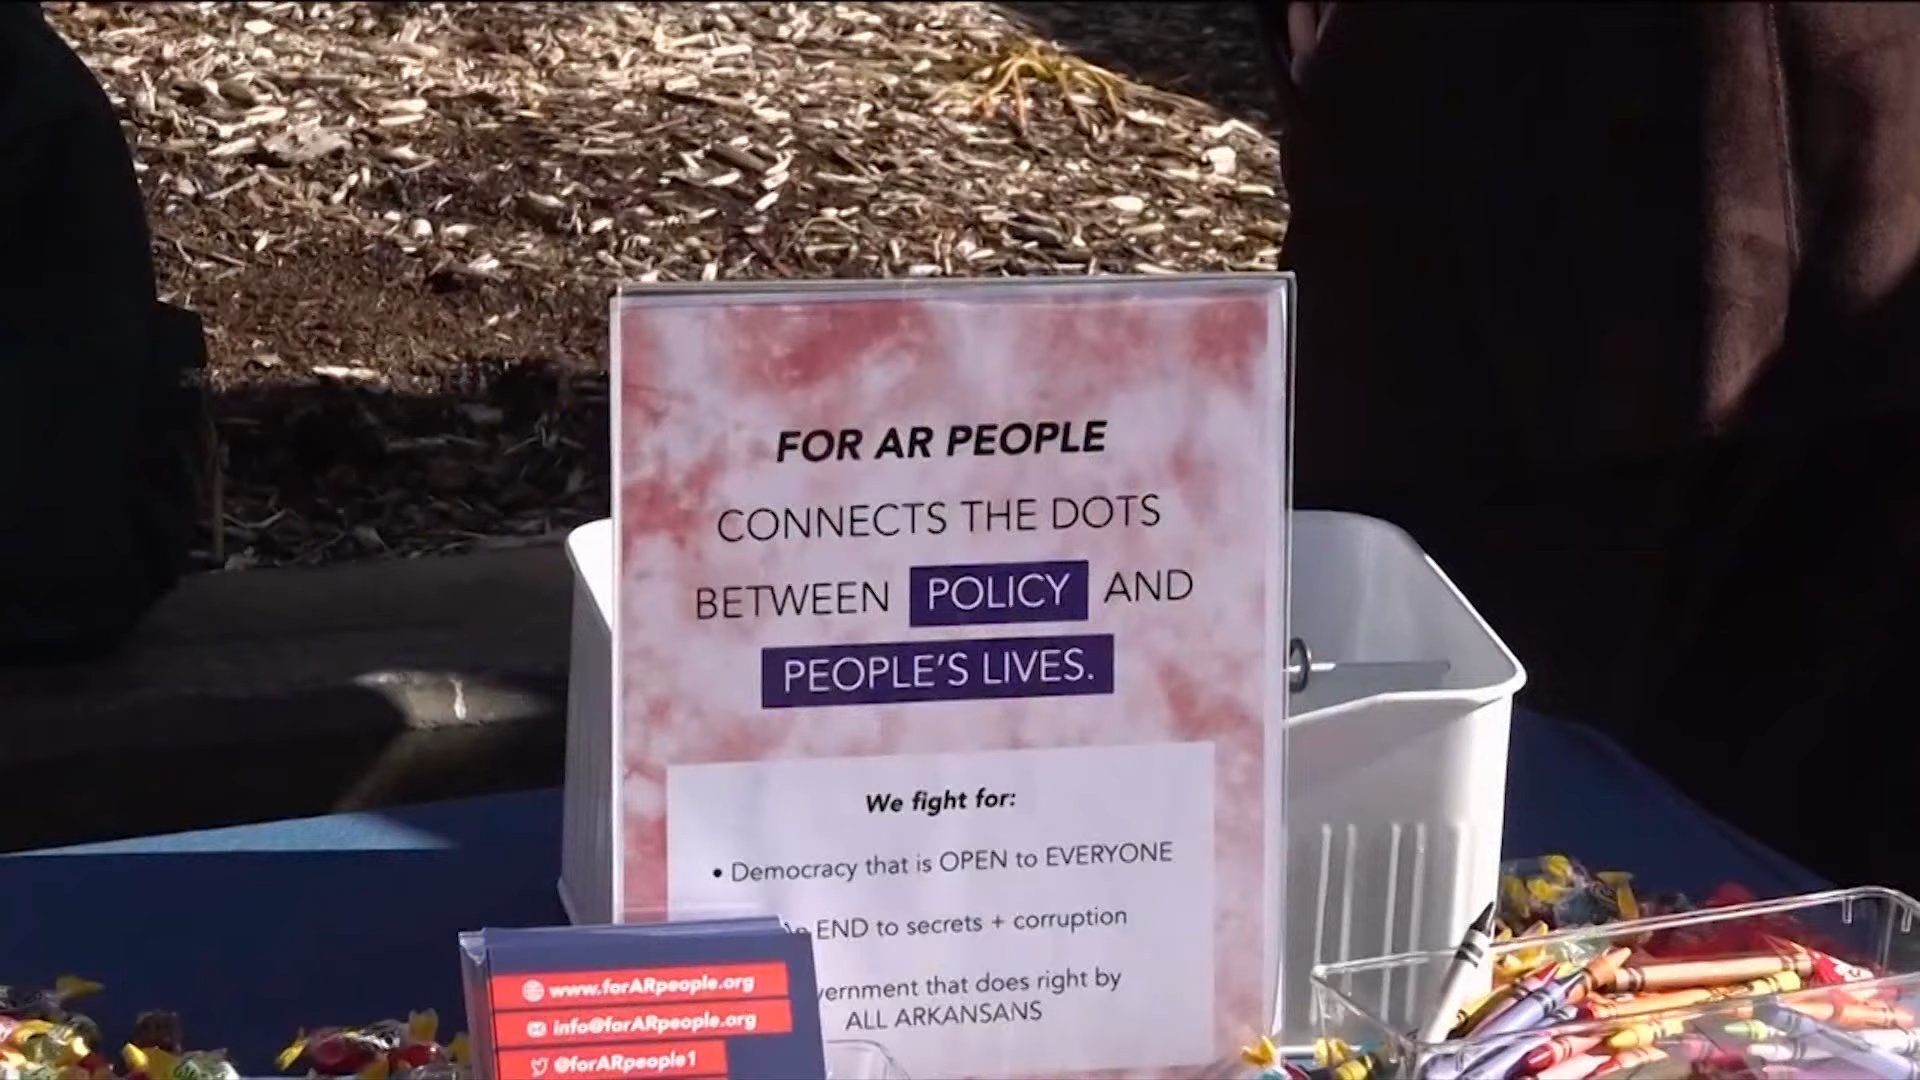 FOR AR PEOPLE
CONNECTS THE DOTS
BETWEEN POLICY AND
PEOPLE'S LIVES.
We fight for:
• Democracy that is OPEN to EVERYONE
END to secrets + corruption
that does right by
ALL ARKANSANS
www.forARpeople.org
info@forARpeople.org
@forARpeople1